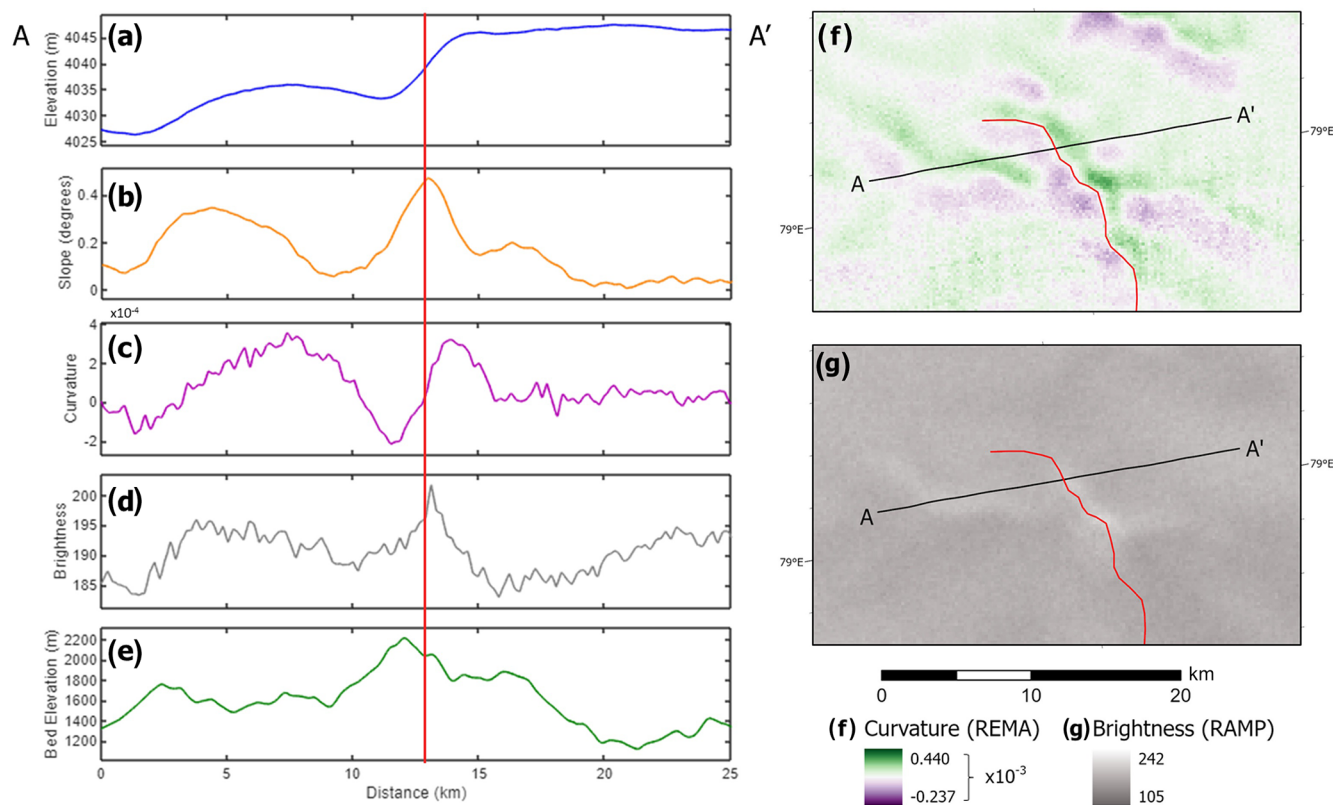 A
A'
(a)
Elevation (m)
4045
4040
4035
4030
4025
(b)
Slope (degrees)
0.4
0.2
0
x10-4
(c)
Curvature
4
2
0
-2
(d)
Brightness
200
195
190
185
(e)
Bed Elevation (m)
2200
2000
1800
1600
1400
1200
0 5 10 15 20 25
Distance (km)
(f)
A
A'
79°E
79°E
(g)
A
A'
79°E
79°E
km
0 10 20
(f) Curvature (REMA)
0.440
-0.237
x10-3
(g) Brightness (RAMP)
242
105